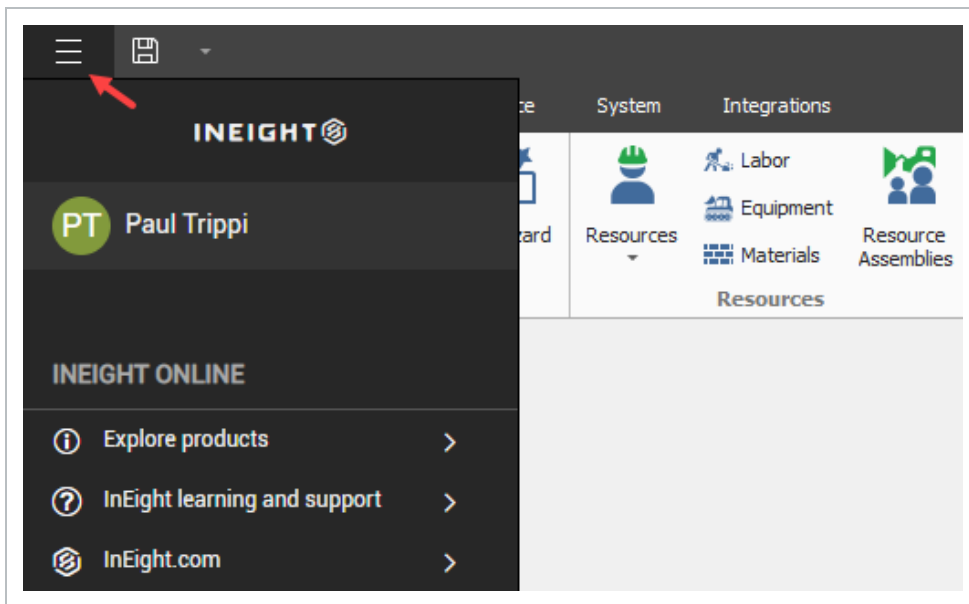 System
Integrations
INEIGHT
PT
Paul Trippi
Resources
Labor
Equipment
Materials
Resource
Assemblies
Resources
INEIGHT ONLINE
Explore products
InEight learning and support
InEight.com